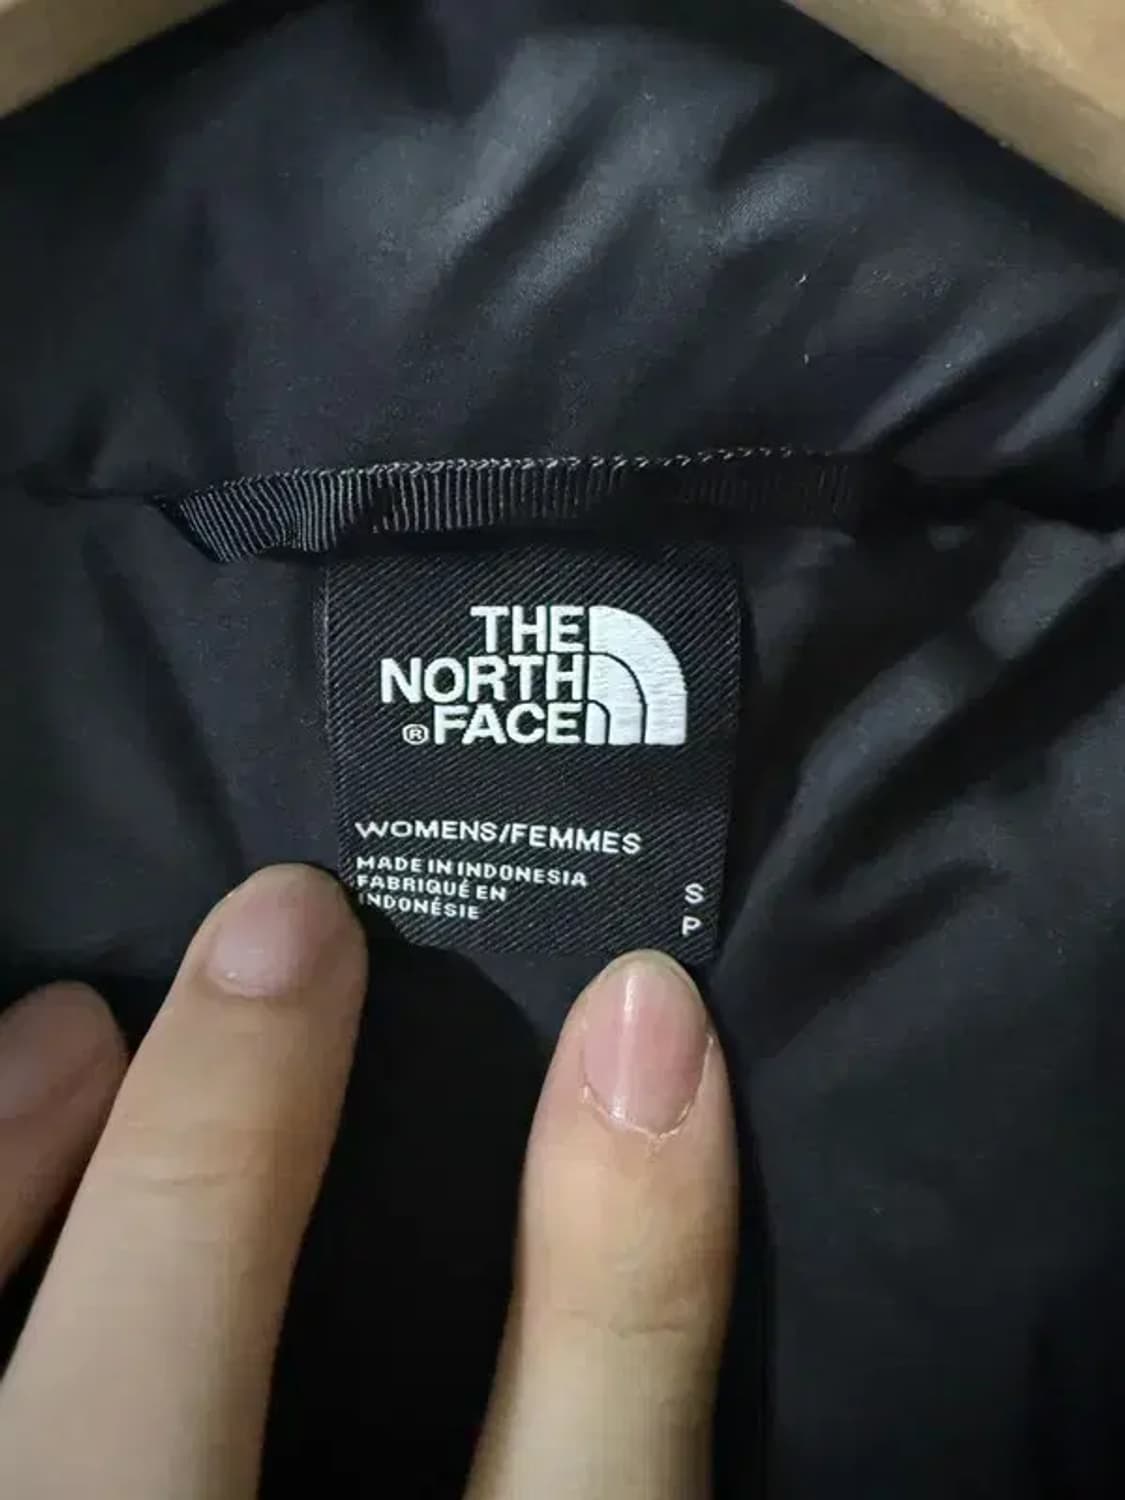 THE
NORTH
®FACE
WOMENS/FEMMES
MADE IN INDONESIA
FABRIQUÉ EN
INDONÉSIE
S
P